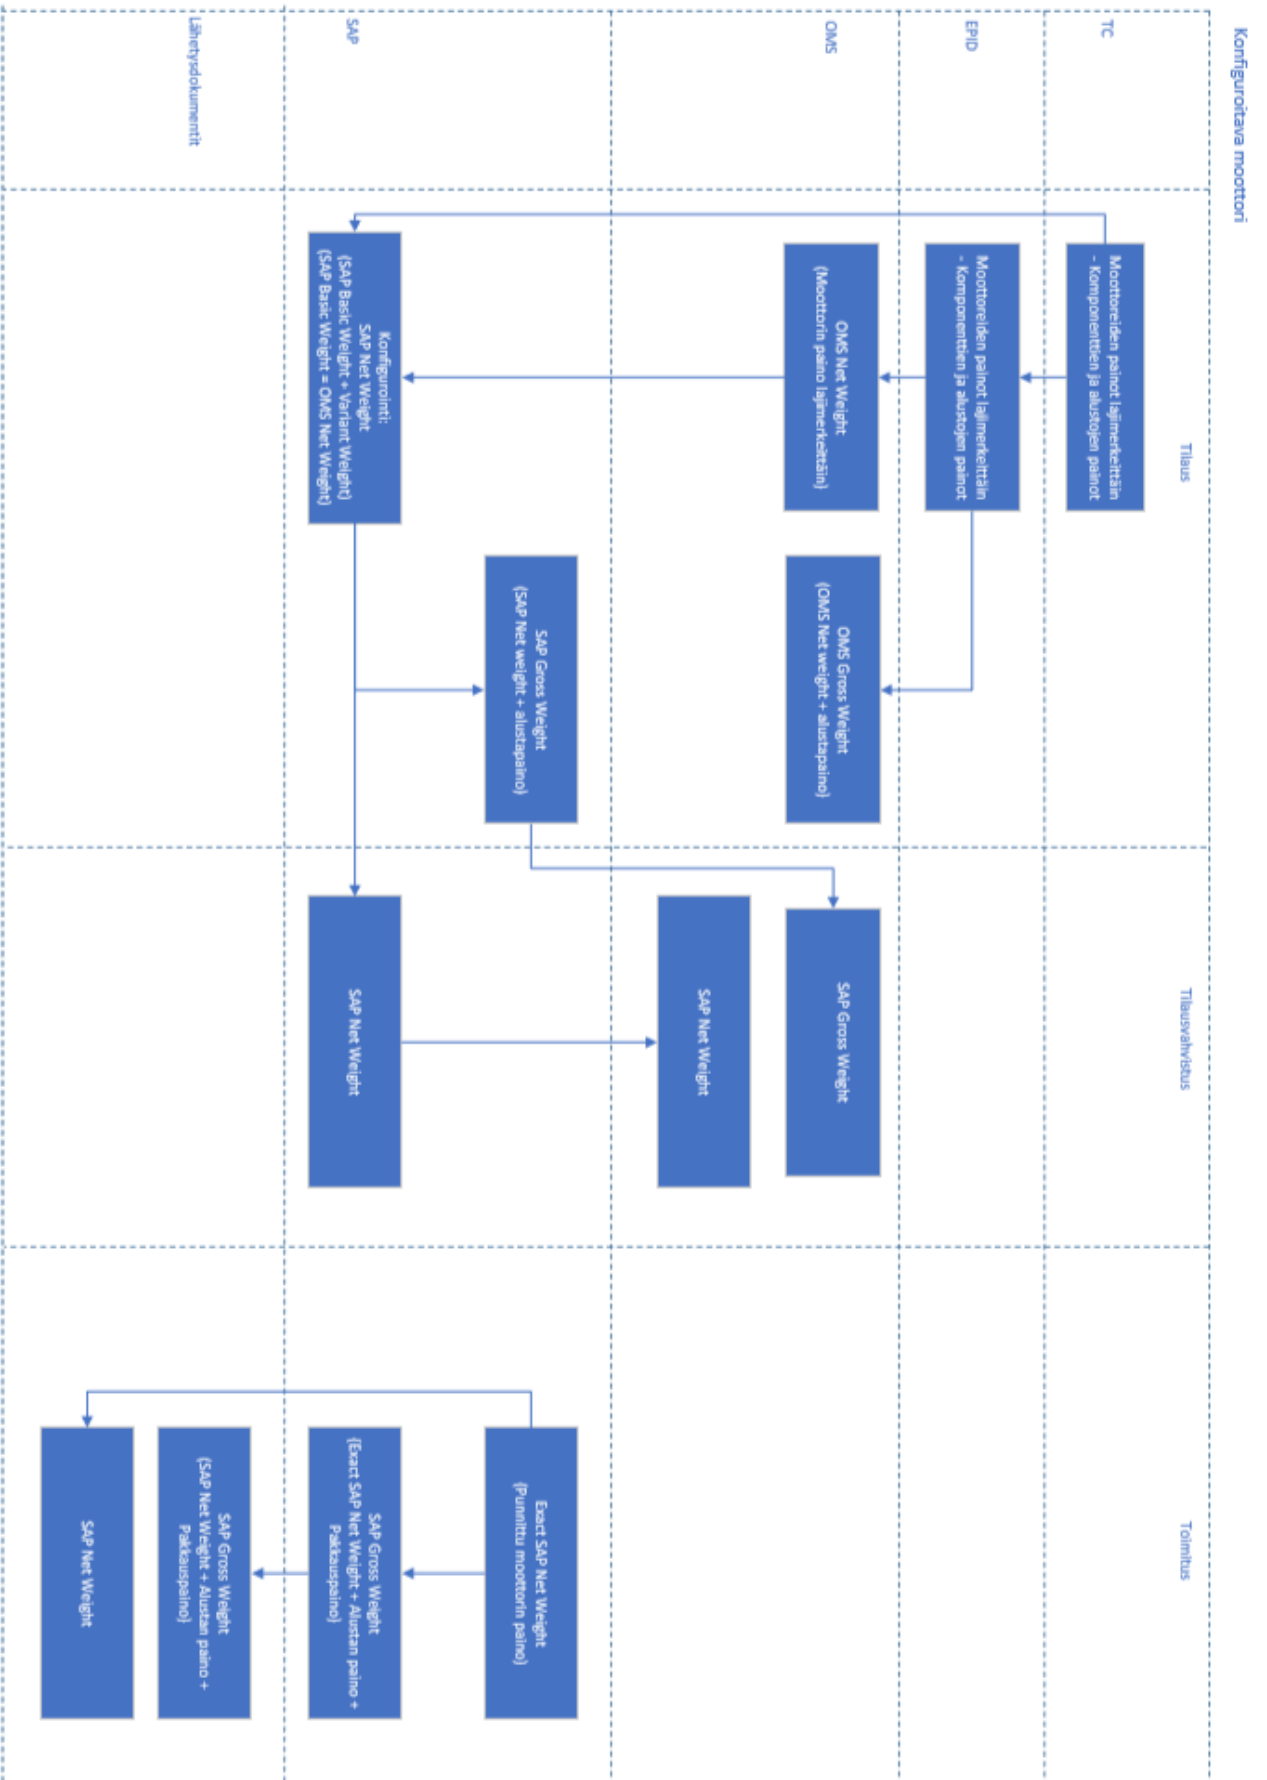 Konfiguroitava moottori
Tilaus
Tilausvahvistus
Toimitus
TC
Moottoreiden painot lajimerkeittäin
- Komponenttien ja alustojen painot
EPID
Moottoreiden painot lajimerkeittäin
- Komponenttien ja alustojen painot
OMS
OMS Net Weight
(Moottorin paino lajimerkeittäin)
OMS Gross Weight
(OMS Net weight + alustapaino)
SAP Gross Weight
SAP Net Weight
SAP
SAP Gross Weight
(SAP Net weight + alustapaino)
Exact SAP Net Weight
(Punnittu moottorin paino)
Konfigurointi:
SAP Net Weight
(SAP Basic Weight + Variant Weight)
(SAP Basic Weight = OMS Net Weight)
SAP Net Weight
SAP Gross Weight
(Exact SAP Net Weight + Alustan paino +
Pakkauspaino)
Lähetysdokumentit
SAP Gross Weight
(SAP Net Weight + Alustan paino +
Pakkauspaino)
SAP Net Weight